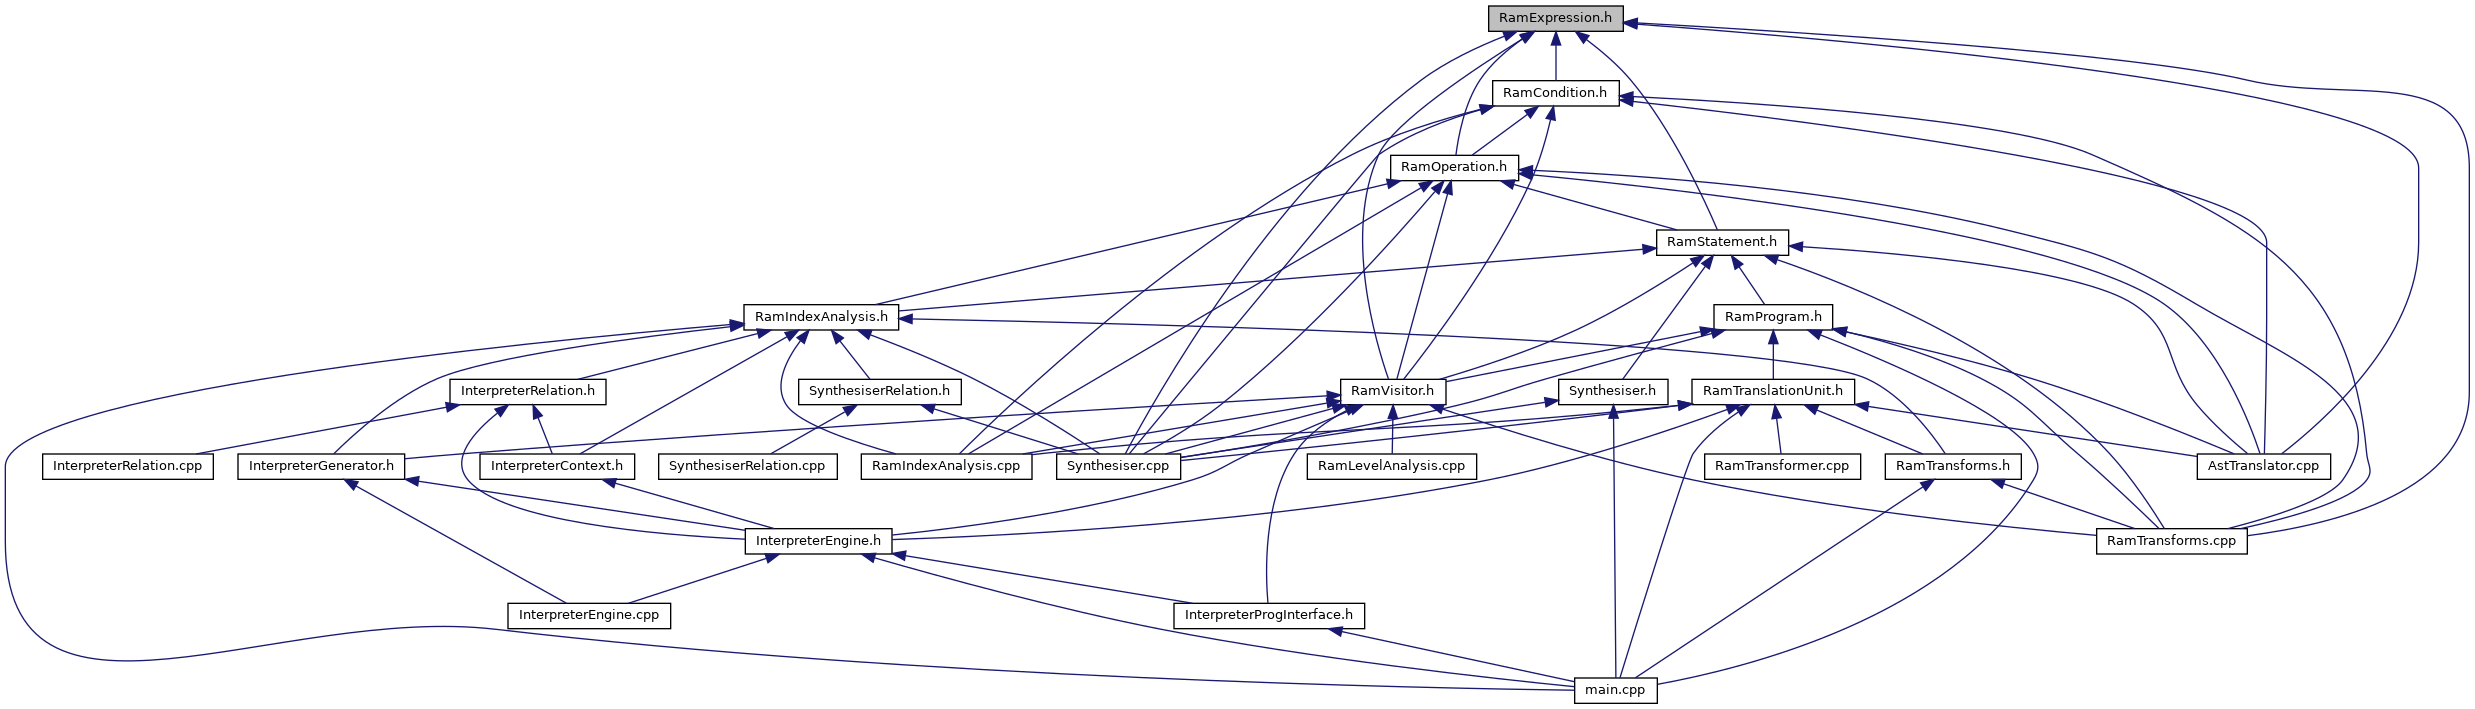 RamExpression.h
RamCondition.h
RamOperation.h
RamStatement.h
RamIndexAnalysis.h
RamProgram.h
InterpreterRelation.h
SynthesiserRelation.h
RamVisitor.h
Synthesiser.h
RamTranslationUnit.h
InterpreterRelation.cpp
InterpreterGenerator.h
InterpreterContext.h
SynthesiserRelation.cpp
RamIndexAnalysis.cpp
Synthesiser.cpp
RamLevelAnalysis.cpp
RamTransformer.cpp
RamTransforms.h
AstTranslator.cpp
InterpreterEngine.h
RamTransforms.cpp
InterpreterEngine.cpp
InterpreterProgInterface.h
main.cpp